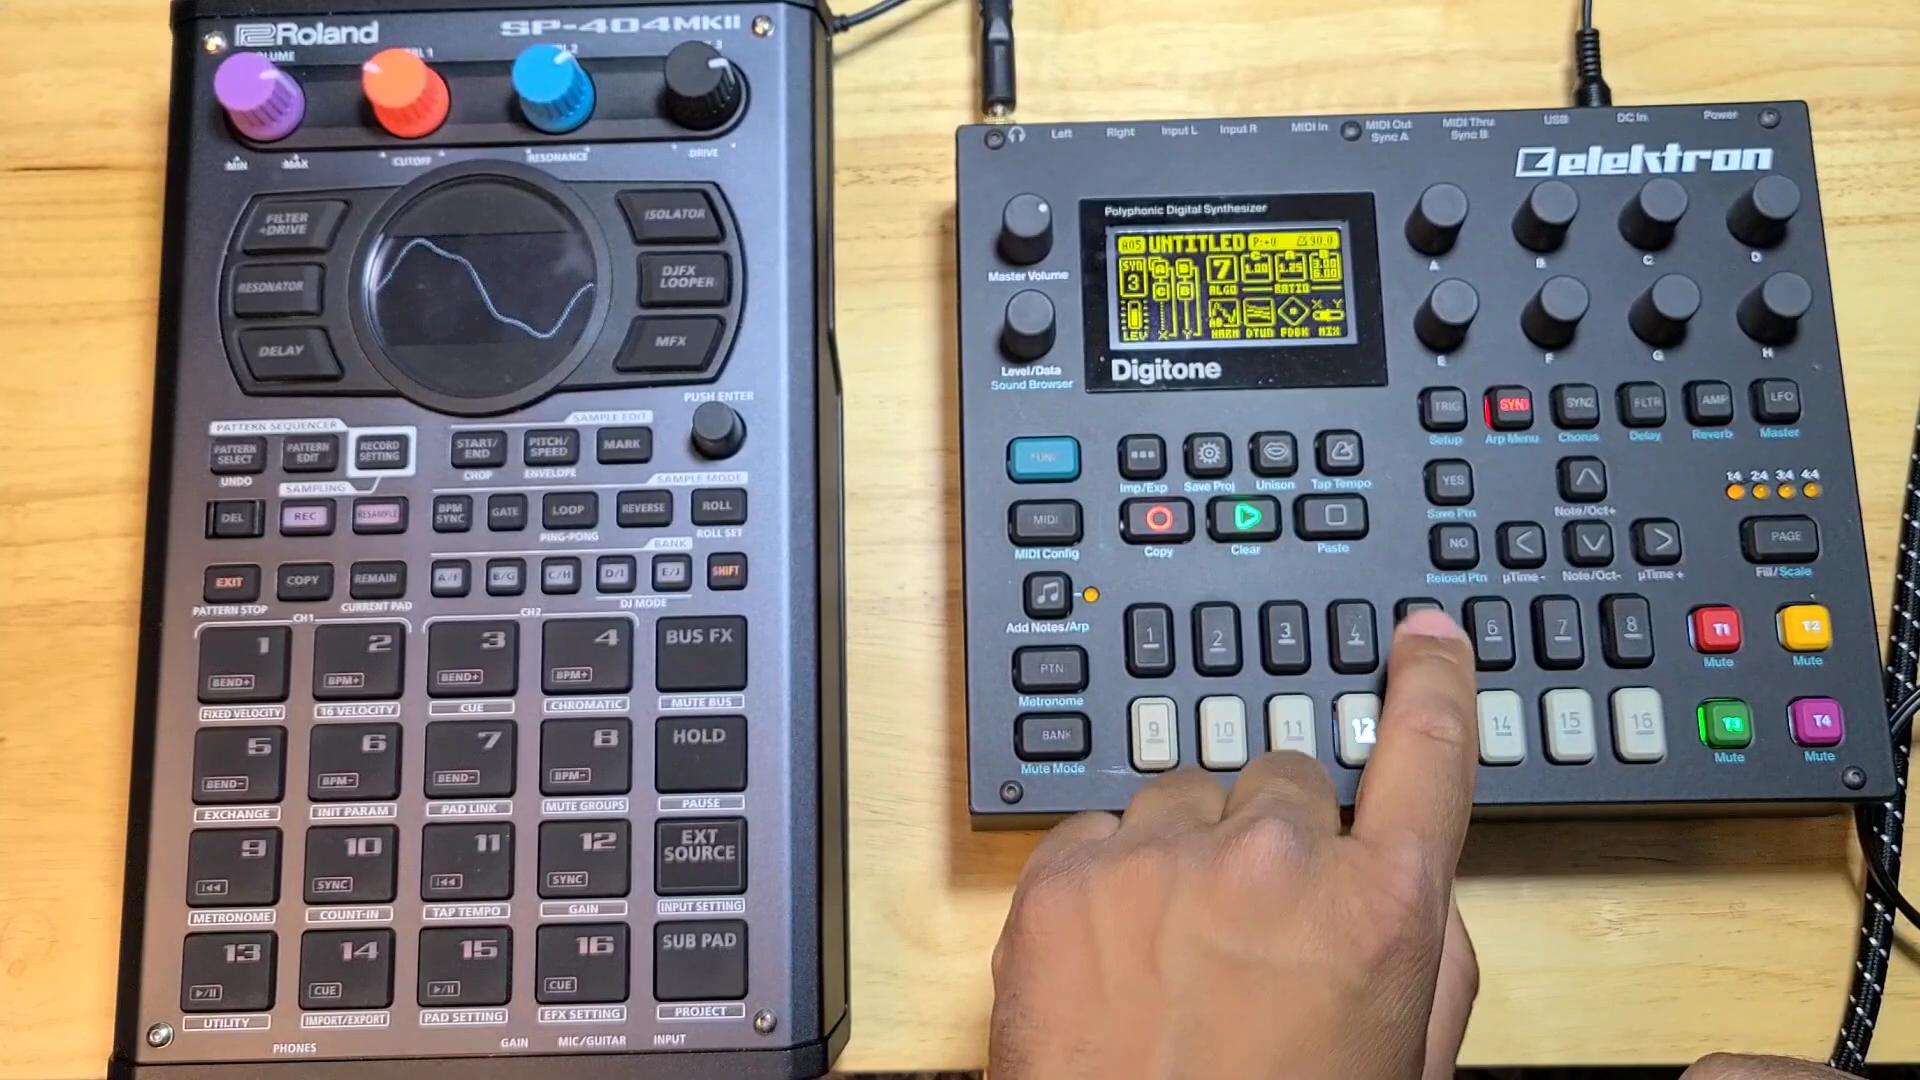 Roland
SP-404MKII
MIN
MAX
CUTOFF
RESONANCE
DRIVE
FILTER
+DRIVE
RESONATOR
DELAY
ISOLATOR
DJFX
LOOPER
MFX
PUSH ENTER
PATTERN SEQUENCER
PATTERN
SELECT
PATTERN
EDIT
RECORD
SETTING
UNDO
SAMPLE EDIT
START/
END
PITCH/
SPEED
MARK
CHOP
ENVELOPE
SAMPLING
DEL
REC
RESAMPLE
SAMPLE MODE
BPM
SYNC
GATE
LOOP
REVERSE
ROLL
PING-PONG
ROLL SET
BANK
EXIT
COPY
REMAIN
A/F
B/G
C/H
D/I
E/J
SHIFT
PATTERN STOP
CURRENT PAD
DJ MODE
CH1
CH2
1
BEND+
2
BPM+
3
BEND+
4
BPM+
BUS FX
FIXED VELOCITY
16 VELOCITY
CUE
CHROMATIC
MUTE BUS
5
BEND-
6
BPM-
7
BEND-
8
BPM-
HOLD
EXCHANGE
INIT PARAM
PAD LINK
MUTE GROUPS
PAUSE
9
10
SYNC
11
12
SYNC
EXT
SOURCE
METRONOME
COUNT-IN
TAP TEMPO
GAIN
INPUT SETTING
13
14
CUE
15
16
CUE
SUB PAD
UTILITY
IMPORT/EXPORT
PAD SETTING
EFX SETTING
PROJECT
PHONES
GAIN
MIC/GUITAR
INPUT
Left
Right
Input L
Input R
MIDI In
MIDI Out
Sync A
MIDI Thru
Sync B
USB
DC In
Power
elektron
Polyphonic Digital Synthesizer
A05 UNTITLED P:+0 90.0
SYN
3
LEV
7
ALGO
1.00
1.25
RATIO
HARM DTUN FDBK MIX
Digitone
Master Volume
Level/Data
Sound Browser
A
B
C
D
E
F
G
H
TRIG
SYN1
SYN2
FLTR
AMP
LFO
Setup
Arp Menu
Chorus
Delay
Reverb
Master
FUNC
Imp/Exp
Save Proj
Unison
Tap Tempo
MIDI
MIDI Config
Copy
Clear
Paste
YES
Save Ptn
Note/Oct+
NO
Reload Ptn
µTime -
Note/Oct-
µTime +
1:4 2:4 3:4 4:4
PAGE
Fill/Scale
Add Notes/Arp
PTN
Metronome
BANK
Mute Mode
1
2
3
4
6
7
8
T1
T2
Mute
Mute
9
10
11
12
14
15
16
T3
T4
Mute
Mute